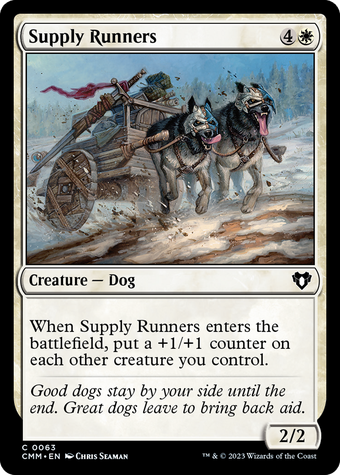 Supply Runners 4
Creature — Dog
When Supply Runners enters the
battlefield, put a +1/+1 counter on
each other creature you control.
Good dogs stay by your side until the
end. Great dogs leave to bring back aid.
2/2
C 0063
CMM • EN Chris Seaman
™ & © 2023 Wizards of the Coast